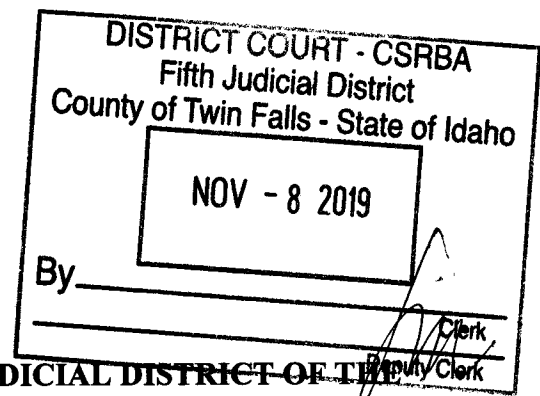 DISTRICT COURT - CSRBA
Fifth Judicial District
County of Twin Falls - State of Idaho
NOV - 8 2019
By
Clerk
Deputy Clerk
DICIAL DISTRICT OF THE